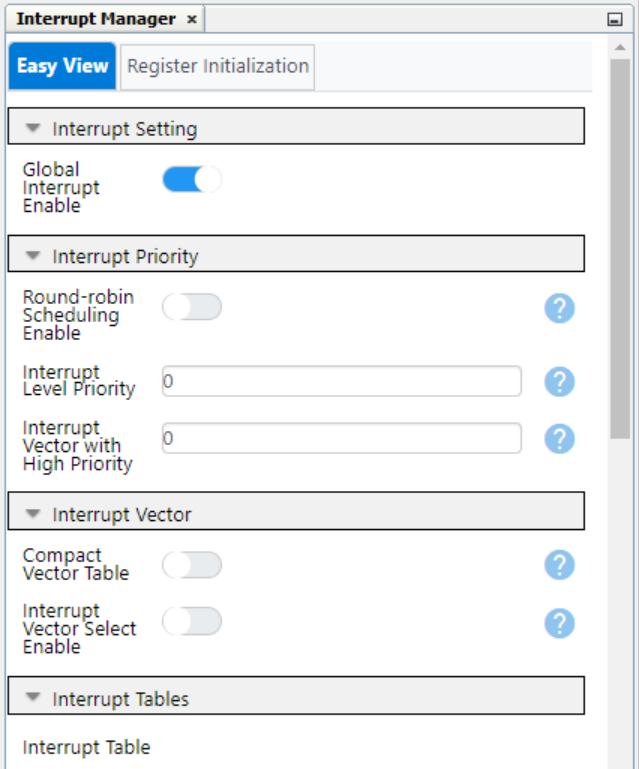 Interrupt Manager ×
Easy View Register Initialization
Interrupt Setting
Global
Interrupt
Enable
Interrupt Priority
Round-robin
Scheduling
Enable
?
Interrupt
Level Priority
0
?
Interrupt
Vector with
High Priority
0
?
Interrupt Vector
Compact
Vector Table
?
Interrupt
Vector Select
Enable
?
Interrupt Tables
Interrupt Table